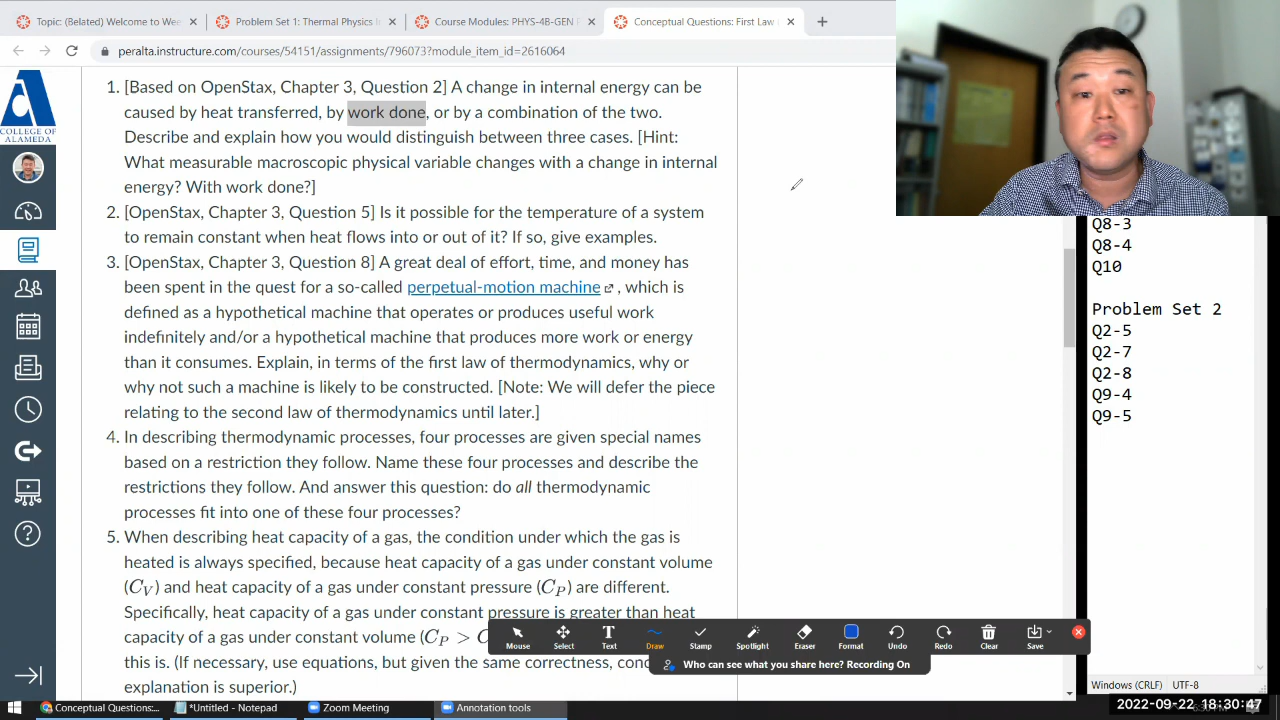 (Belated) Welcome to Wee
Problem Set 1: Thermal Physics I
Course Modules: PHYS-4B-GEN
Conceptual Questions: First Law
peralta.instructure.com/courses/54151/assignments/796073?module_item_id=2616064
COLLEGE OF
ALAMEDA
1. [Based on OpenStax, Chapter 3, Question 2] A change in internal energy can be
caused by heat transferred, by work done, or by a combination of the two.
Describe and explain how you would distinguish between three cases. [Hint:
What measurable macroscopic physical variable changes with a change in internal
energy? With work done?]
2. [OpenStax, Chapter 3, Question 5] Is it possible for the temperature of a system
to remain constant when heat flows into or out of it? If so, give examples.
3. [OpenStax, Chapter 3, Question 8] A great deal of effort, time, and money has
been spent in the quest for a so-called perpetual-motion machine, which is
defined as a hypothetical machine that operates or produces useful work
indefinitely and/or a hypothetical machine that produces more work or energy
than it consumes. Explain, in terms of the first law of thermodynamics, why or
why not such a machine is likely to be constructed. [Note: We will defer the piece
relating to the second law of thermodynamics until later.]
4. In describing thermodynamic processes, four processes are given special names
based on a restriction they follow. Name these four processes and describe the
restrictions they follow. And answer this question: do all thermodynamic
processes fit into one of these four processes?
5. When describing heat capacity of a gas, the condition under which the gas is
heated is always specified, because heat capacity of a gas under constant volume
(C_V) and heat capacity of a gas under constant pressure (C_P) are different.
Specifically, heat capacity of a gas under constant pressure is greater than heat
capacity of a gas under constant volume (C_P > C
this is. (If necessary, use equations, but given the same correctness, conc
explanation is superior.)
Q8-3
Q8-4
Q10
Problem Set 2
Q2-5
Q2-7
Q2-8
Q9-4
Q9-5
Mouse
Select
Text
Draw
Stamp
Spotlight
Eraser
Format
Undo
Redo
Clear
Save
Who can see what you share here? Recording On
Windows (CRLF)
UTF-8
Conceptual Questions:...
*Untitled - Notepad
Zoom Meeting
Annotation tools
2022-09-22 18:30:47